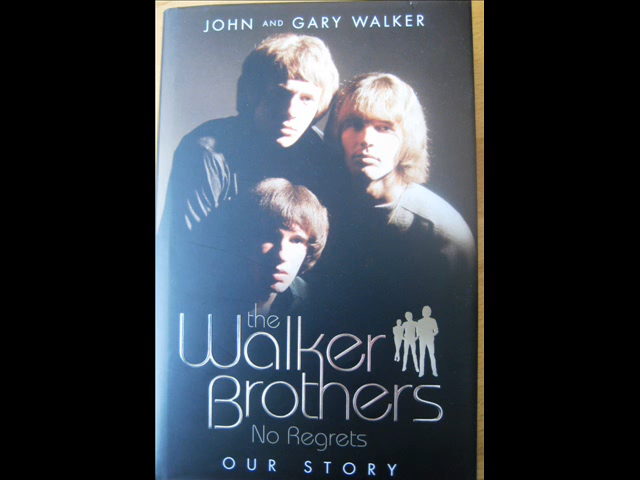 JOHN AND GARY WALKER
the
Walker
Brothers
No Regrets
OUR STORY